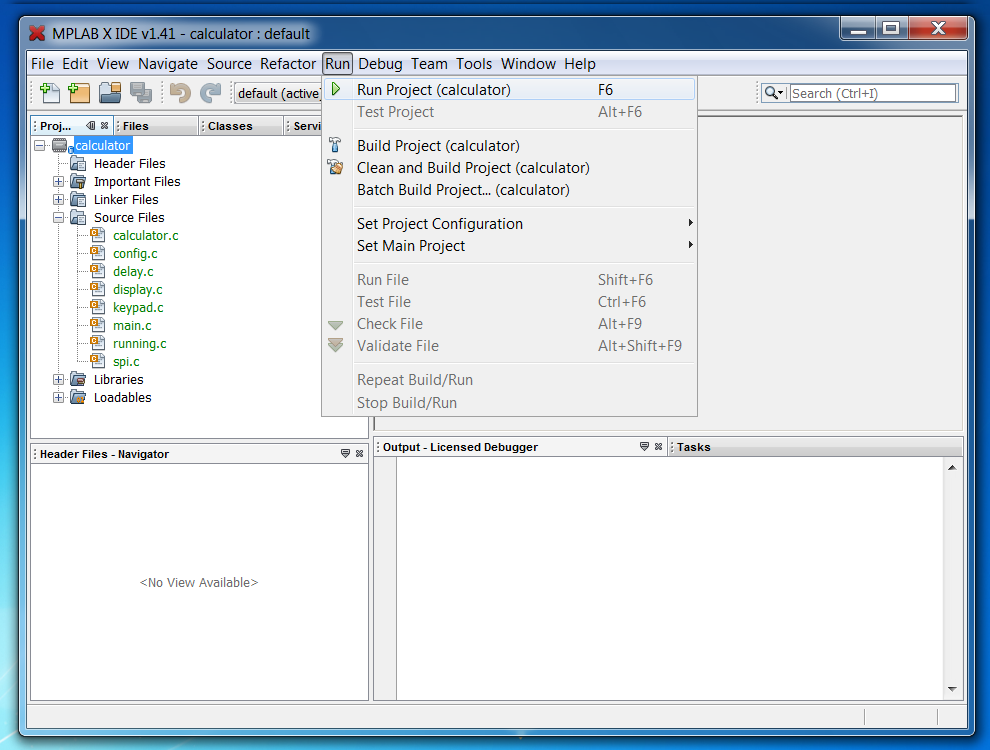 MPLAB X IDE v1.41 - calculator : default
File Edit View Navigate Source Refactor Run Debug Team Tools Window Help
default (active)
Search (Ctrl+I)
Run Project (calculator) F6
Test Project Alt+F6
Build Project (calculator)
Clean and Build Project (calculator)
Batch Build Project... (calculator)
Set Project Configuration
Set Main Project
Run File Shift+F6
Test File Ctrl+F6
Check File Alt+F9
Validate File Alt+Shift+F9
Repeat Build/Run
Stop Build/Run
Proj... Files Classes Servi
calculator
Header Files
Important Files
Linker Files
Source Files
calculator.c
config.c
delay.c
display.c
keypad.c
main.c
running.c
spi.c
Libraries
Loadables
Header Files - Navigator
<No View Available>
Output - Licensed Debugger
Tasks